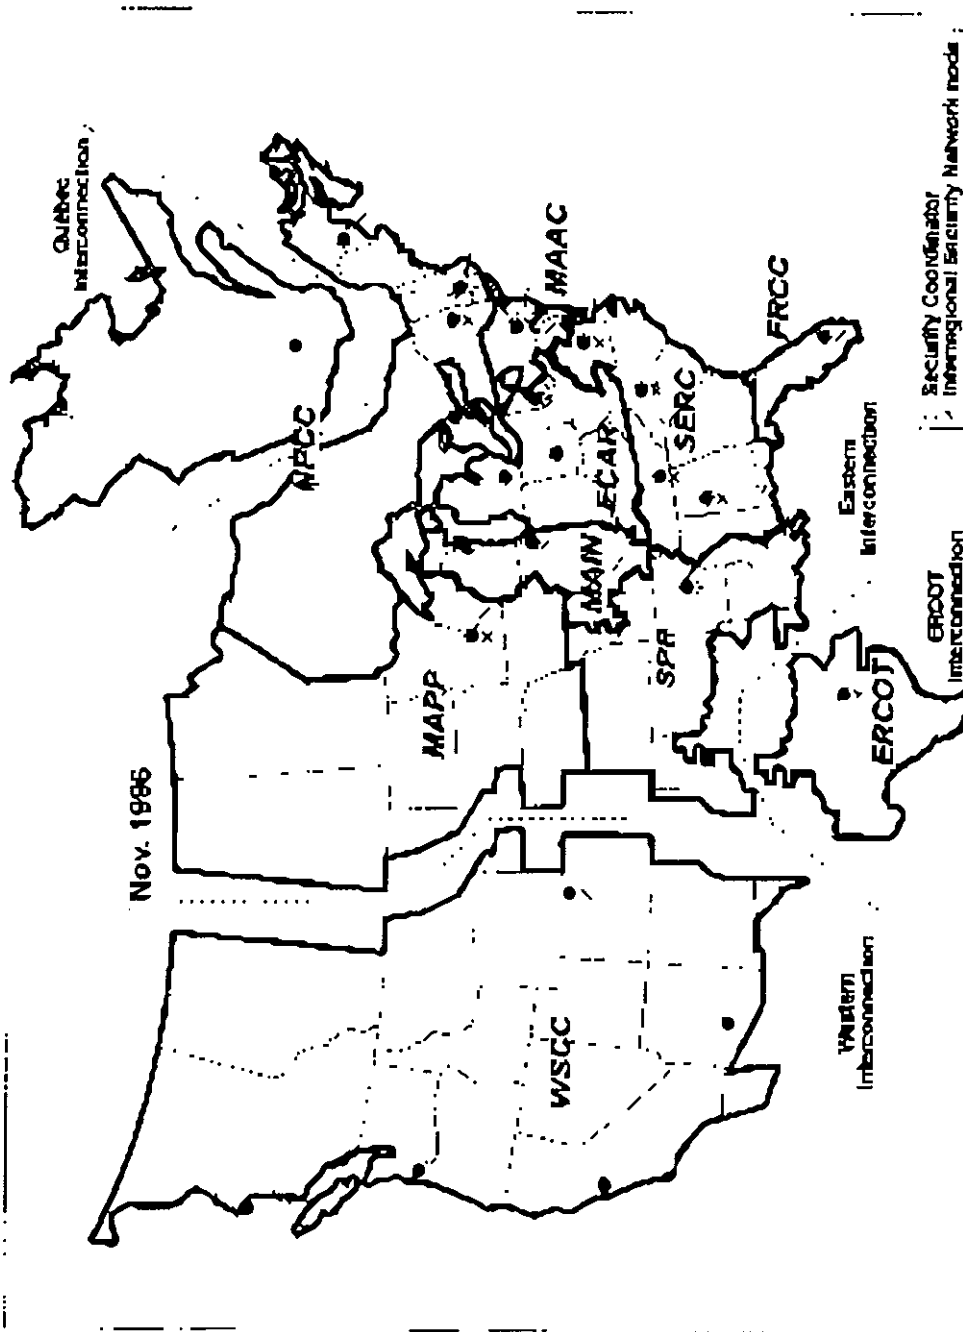 Nov. 1996
Quebec
Interconnection
NPCC
MAPP
WSCC
MAIN
ECAR
MAAC
SPP
SERC
FRCC
ERCOT
Western
Interconnection
Eastern
Interconnection
ERCOT
Interconnection
Security Coordinator
Interregional Security Network node